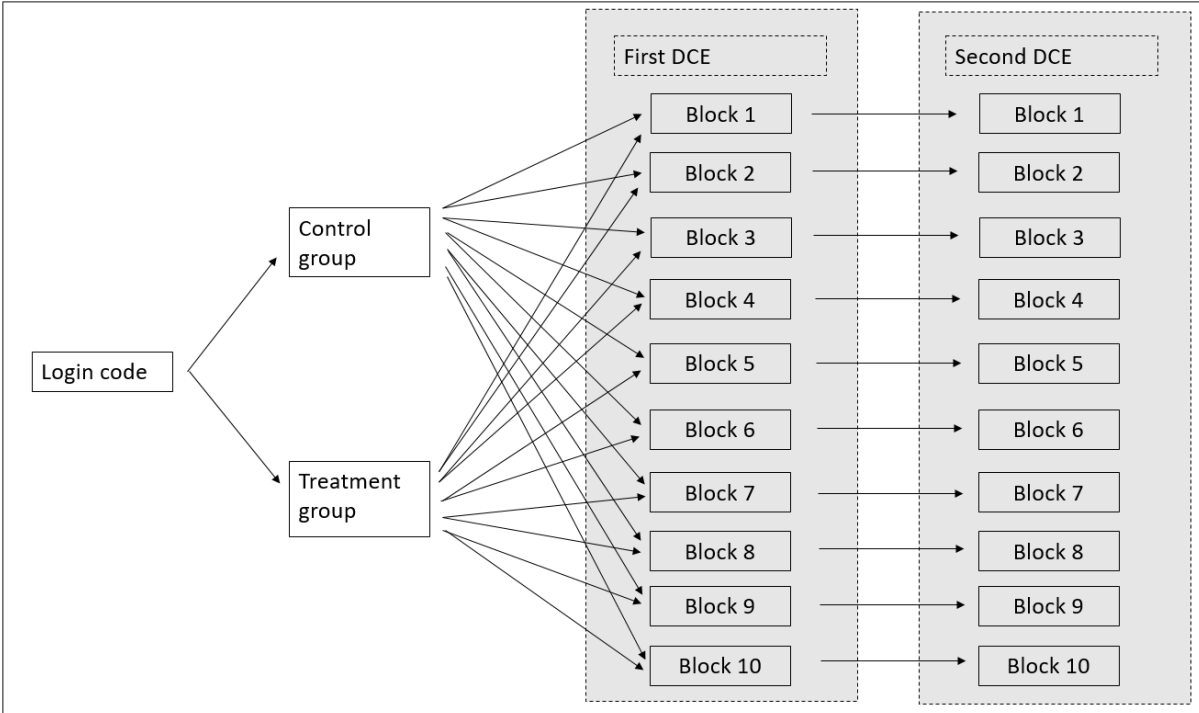 Login code
Control
group
Treatment
group
First DCE
Block 1
Block 2
Block 3
Block 4
Block 5
Block 6
Block 7
Block 8
Block 9
Block 10
Second DCE
Block 1
Block 2
Block 3
Block 4
Block 5
Block 6
Block 7
Block 8
Block 9
Block 10